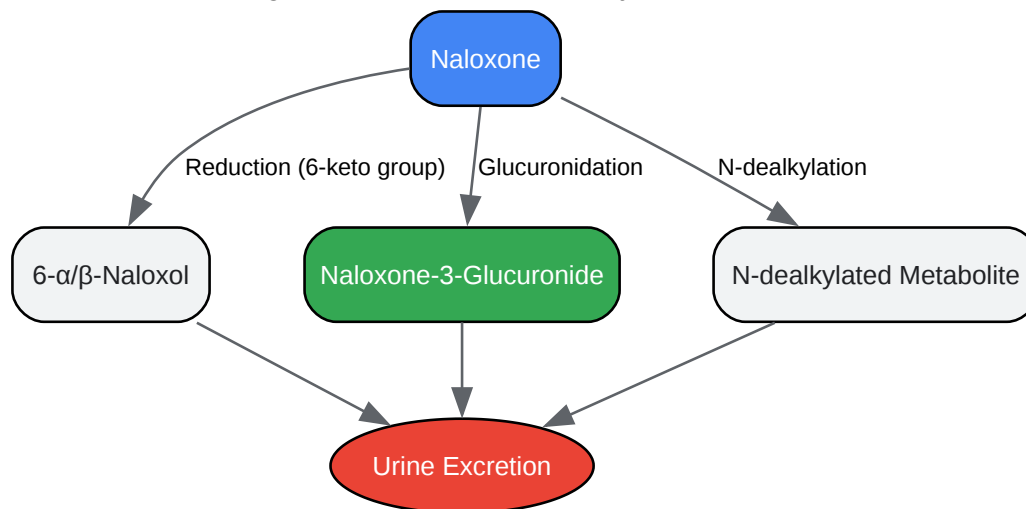 Naloxone
Reduction (6-keto group)
Glucuronidation
N-dealkylation
6-α/β-Naloxol
Naloxone-3-Glucuronide
N-dealkylated Metabolite
Urine Excretion